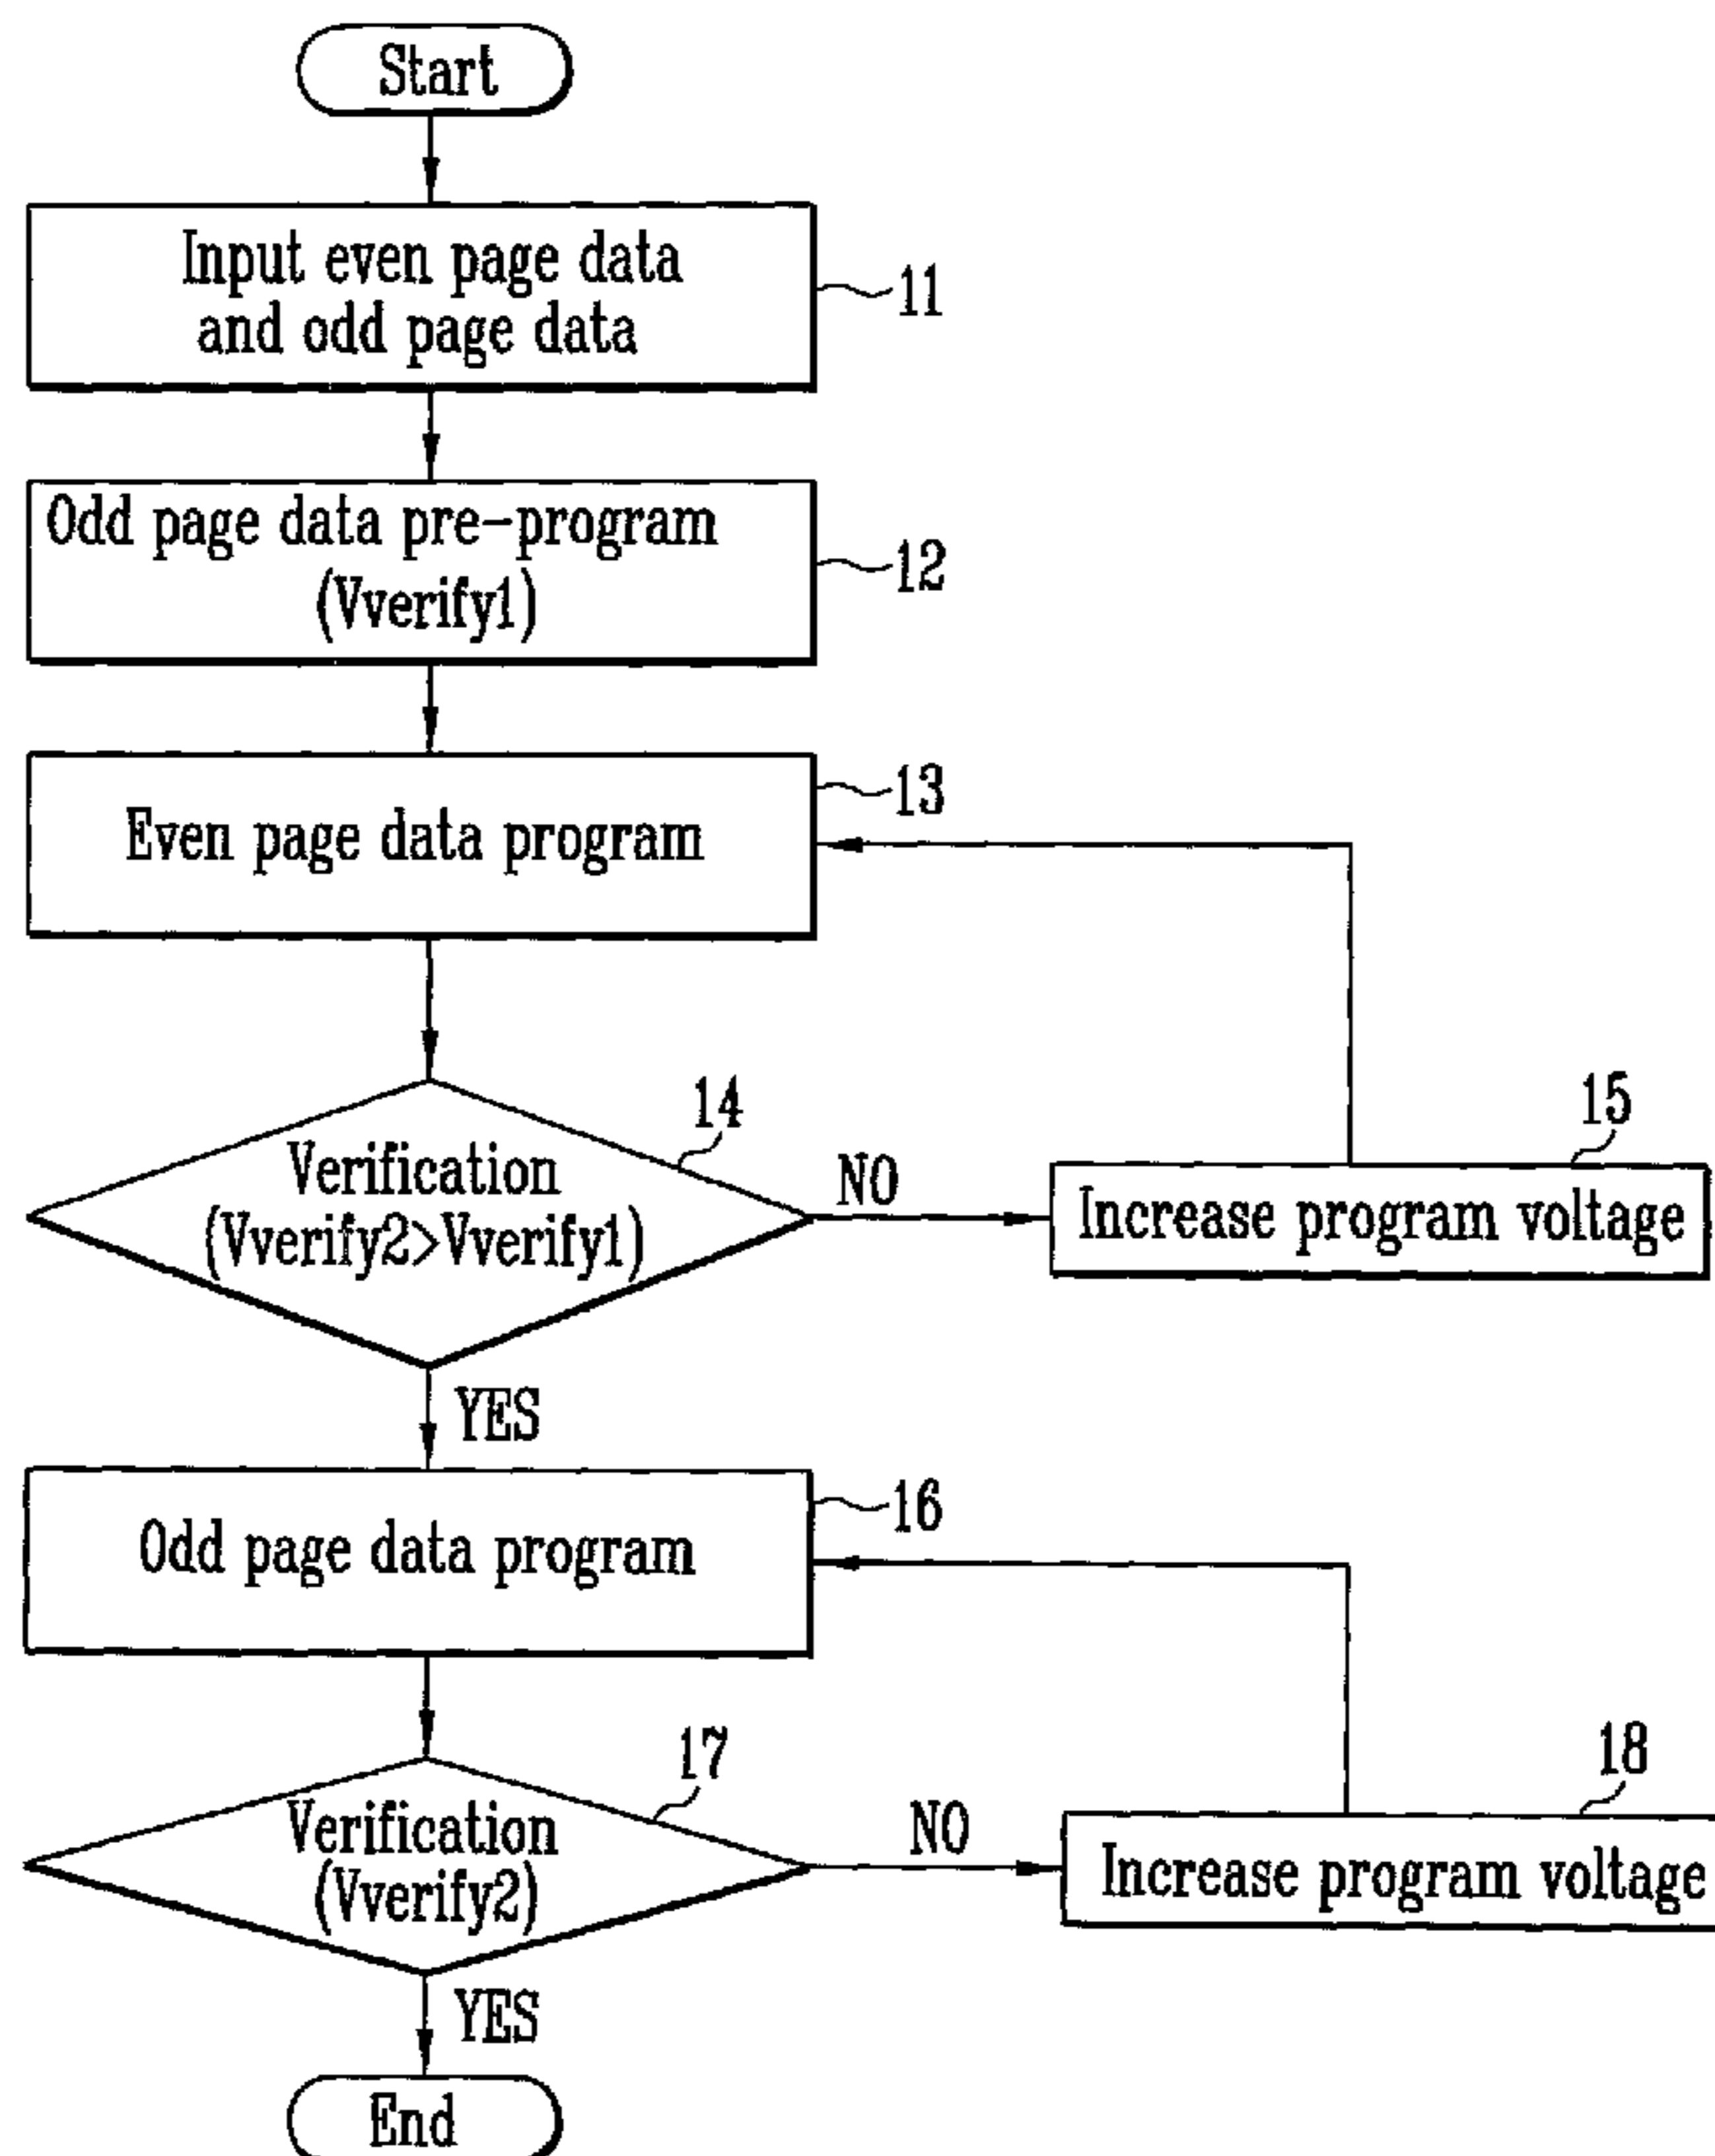 Start
Input even page data
and odd page data
11
Odd page data pre-program
(Vverify1)
12
Even page data program
13
Verification
(Vverify2>Vverify1)
14
NO
Increase program voltage
15
YES
Odd page data program
16
Verification
(Vverify2)
17
NO
Increase program voltage
18
YES
End